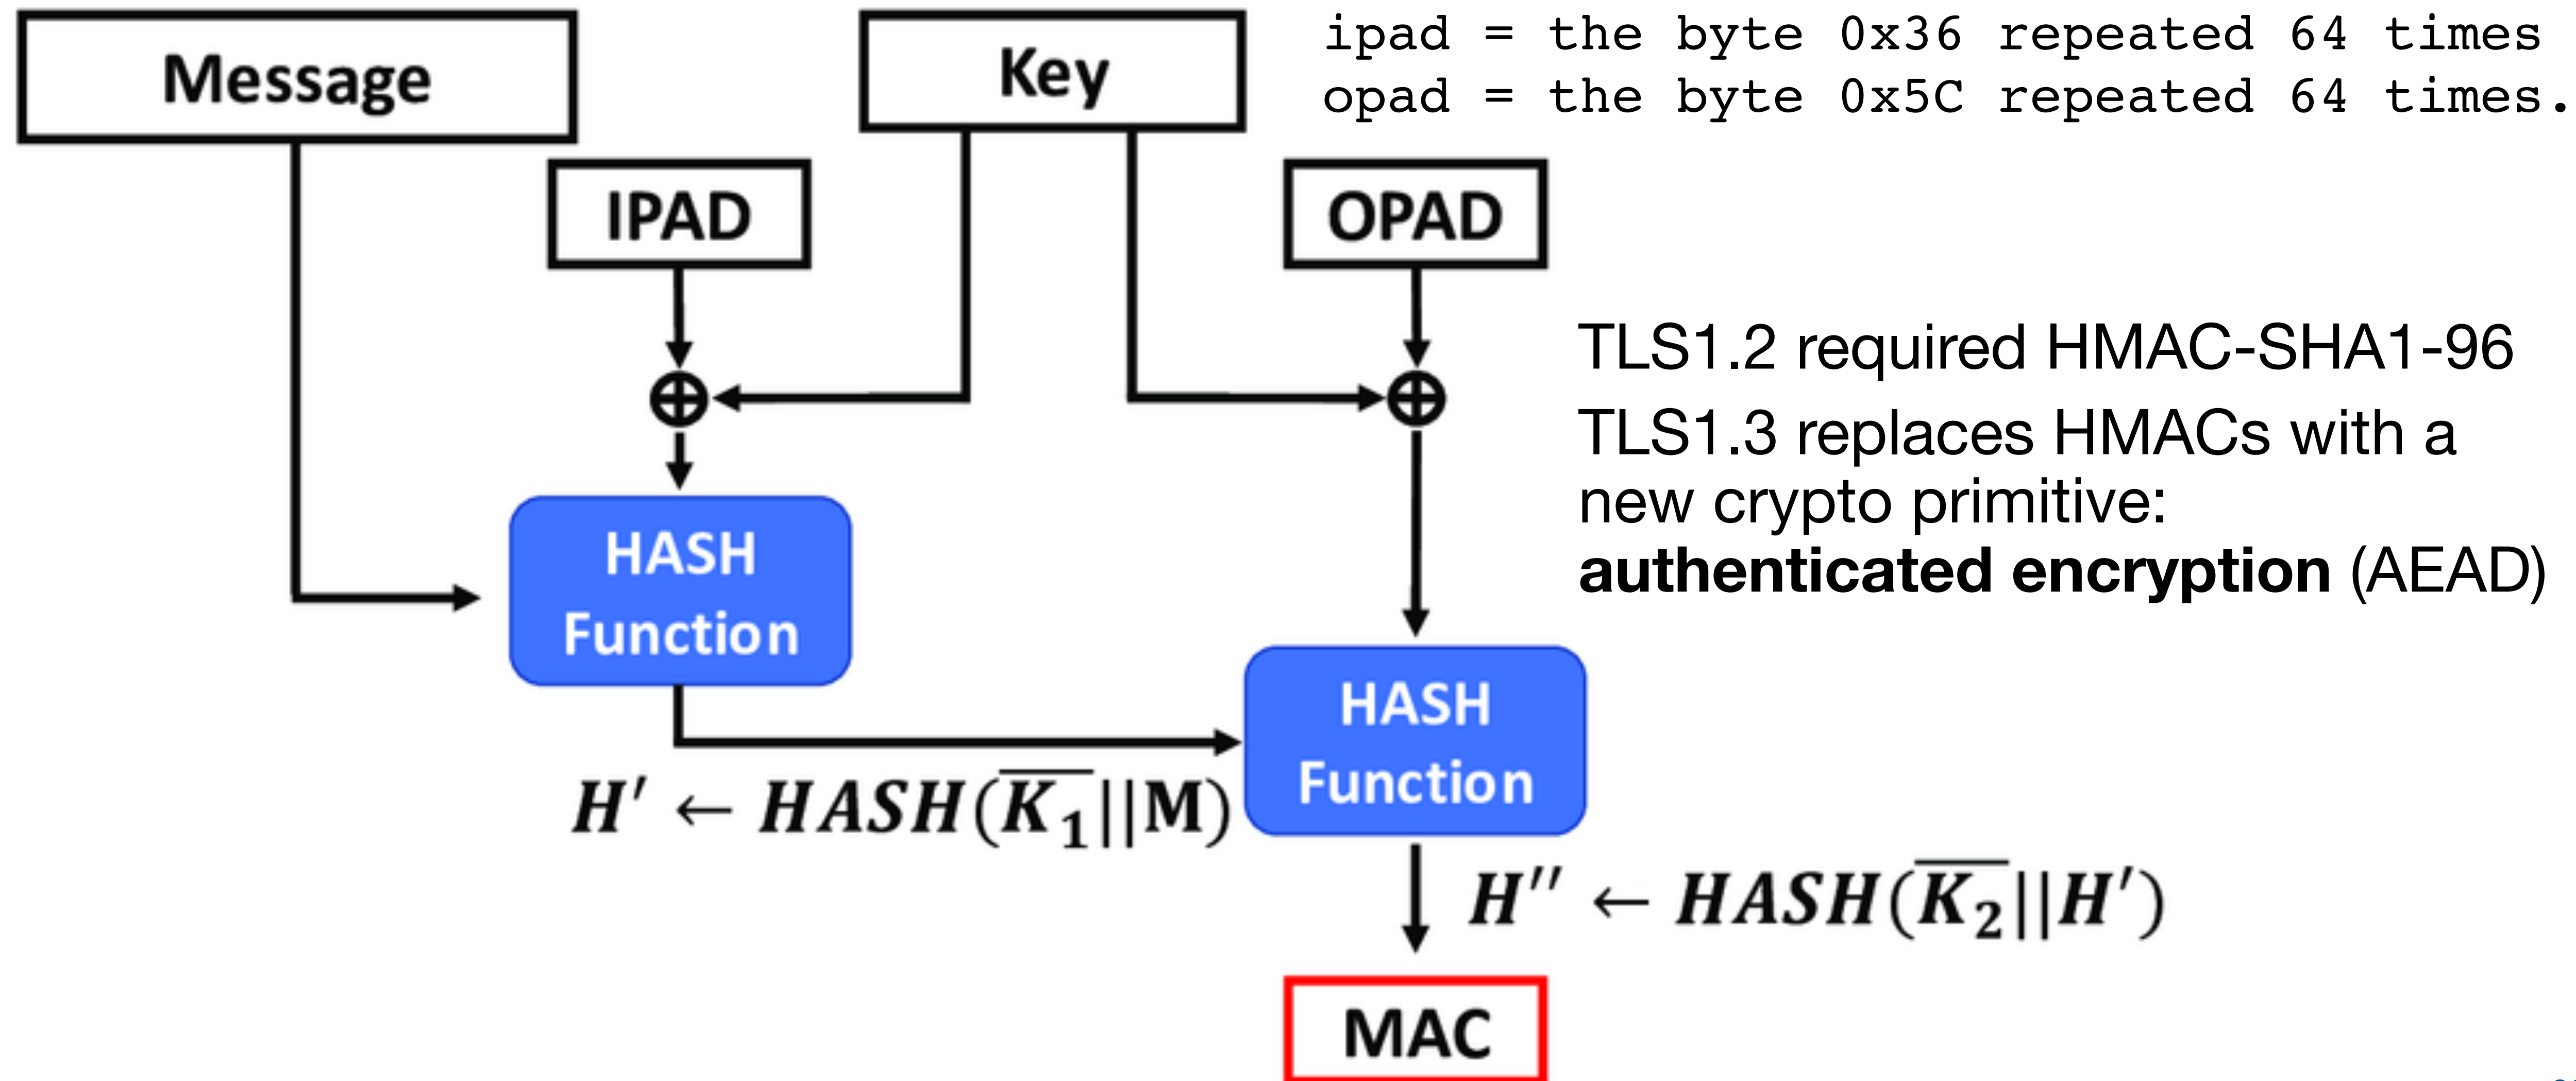 Message
Key
ipad = the byte 0x36 repeated 64 times
opad = the byte 0x5C repeated 64 times.
IPAD
OPAD
TLS1.2 required HMAC-SHA1-96
TLS1.3 replaces HMACs with a
new crypto primitive:
authenticated encryption (AEAD)
HASH
Function
HASH
Function
H′ ← HASH(K̅₁||M)
H′′ ← HASH(K̅₂||H′)
MAC